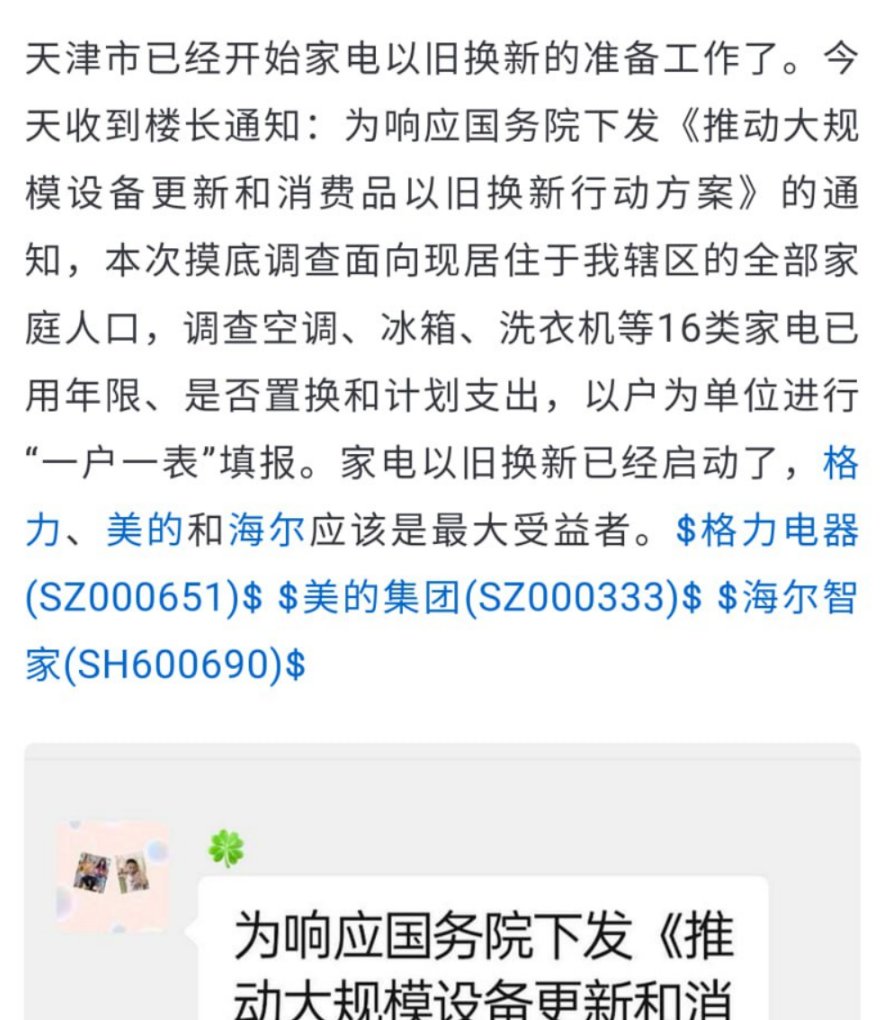 天津市已经开始家电以旧换新的准备工作了。今
天收到楼长通知：为响应国务院下发《推动大规
模设备更新和消费品以旧换新行动方案》的通
知，本次摸底调查面向现居住于我辖区的全部家
庭人口，调查空调、冰箱、洗衣机等16类家电已
用年限、是否置换和计划支出，以户为单位进行
“一户一表”填报。家电以旧换新已经启动了，格
力、美的和海尔应该是最大受益者。$格力电器
(SZ000651)$ $美的集团(SZ000333)$ $海尔智
家(SH600690)$
为响应国务院下发《推
动大规模设备更新和消